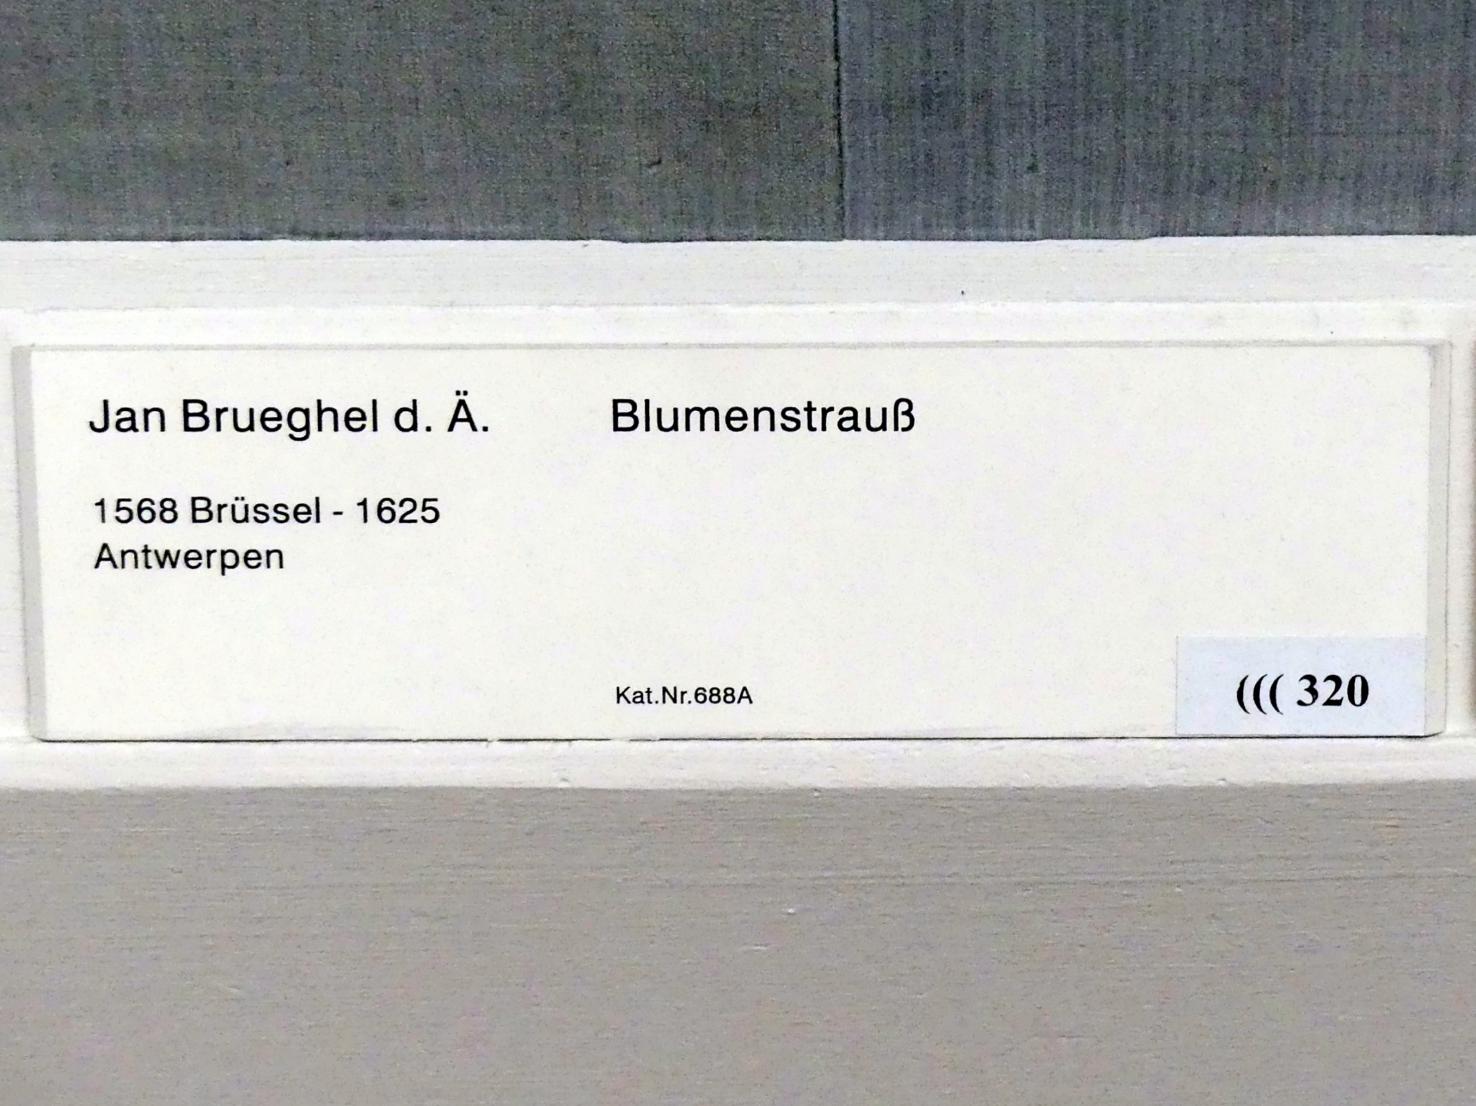 Jan Brueghel d. Ä.
Blumenstrauß
1568 Brüssel - 1625
Antwerpen
Kat.Nr.688A
((( 320